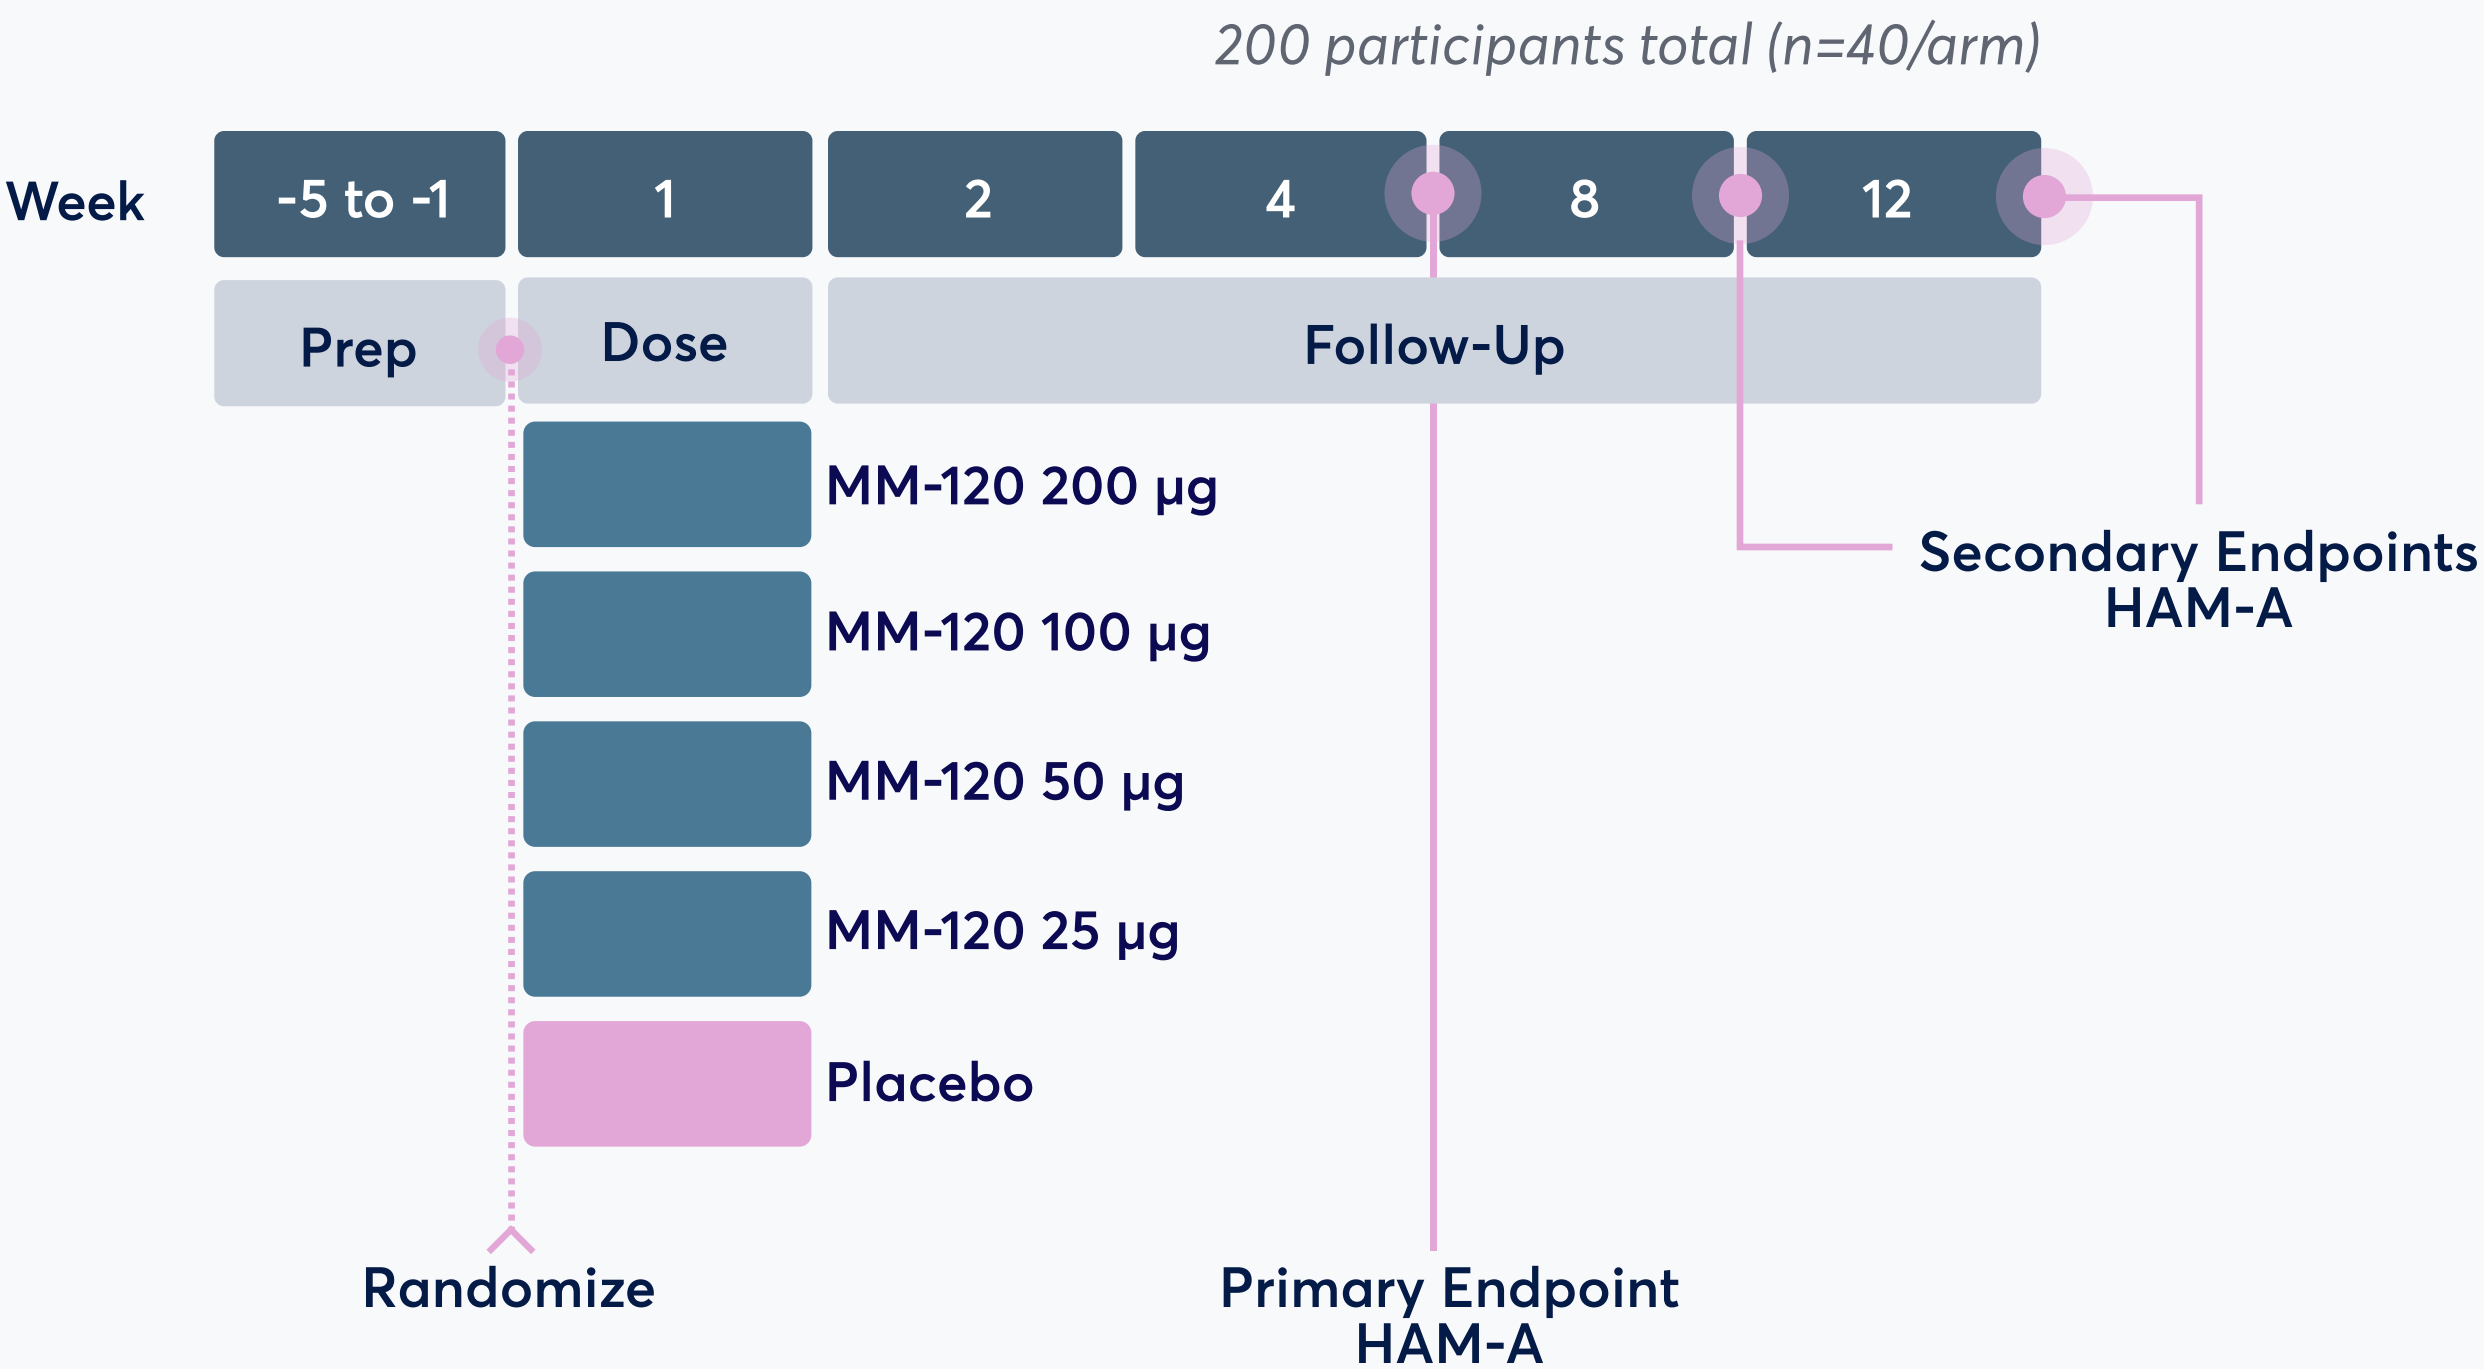 200 participants total (n=40/arm)
Week -5 to -1 1 2 4 8 12
Prep Dose Follow-Up
MM-120 200 µg
MM-120 100 µg
MM-120 50 µg
MM-120 25 µg
Placebo
Secondary Endpoints
HAM-A
Randomize
Primary Endpoint
HAM-A